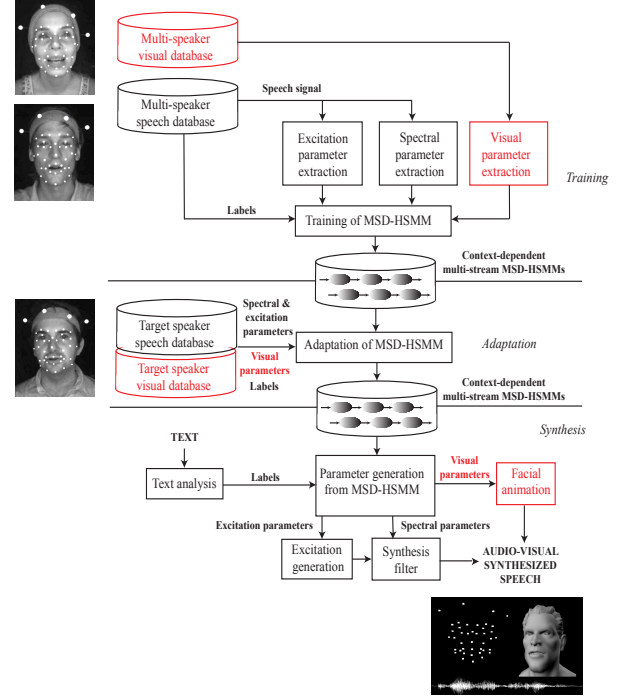 Multi-speaker
visual database
Multi-speaker
speech database
Speech signal
Excitation
parameter
extraction
Spectral
parameter
extraction
Visual
parameter
extraction
Training
Labels
Training of MSD-HSMM
Context-dependent
multi-stream MSD-HSMMs
Spectral &
excitation
parameters
Target speaker
speech database
Adaptation of MSD-HSMM
Adaptation
Target speaker
visual database
Visual
parameters
Labels
Context-dependent
multi-stream MSD-HSMMs
Synthesis
TEXT
Text analysis
Labels
Parameter generation
from MSD-HSMM
Visual
parameters
Facial
animation
Excitation parameters
Spectral parameters
Excitation
generation
Synthesis
filter
AUDIO-VISUAL
SYNTHESIZED
SPEECH